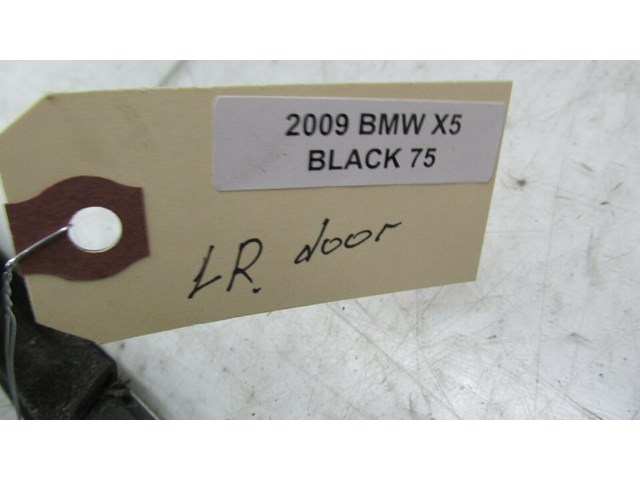 2009 BMW X5
BLACK 75
LR. door